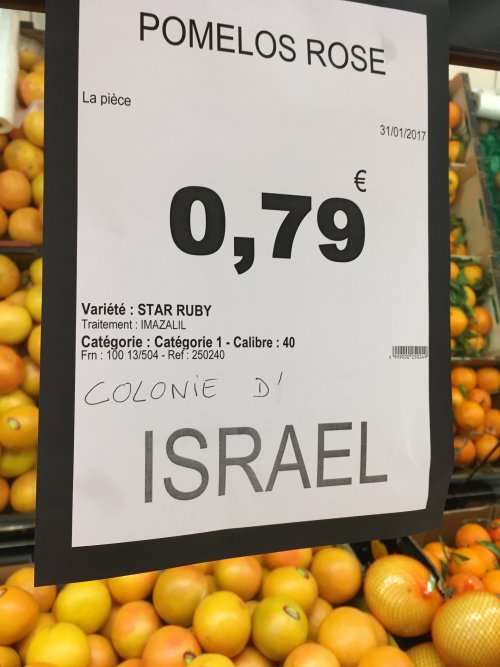 POMELOS ROSE
La pièce
31/01/2017
€
0,79
Variété : STAR RUBY
Traitement : IMAZALIL
Catégorie : Catégorie 1 - Calibre : 40
Frn : 100 13/504 - Ref : 250240
COLONIE D'
ISRAEL